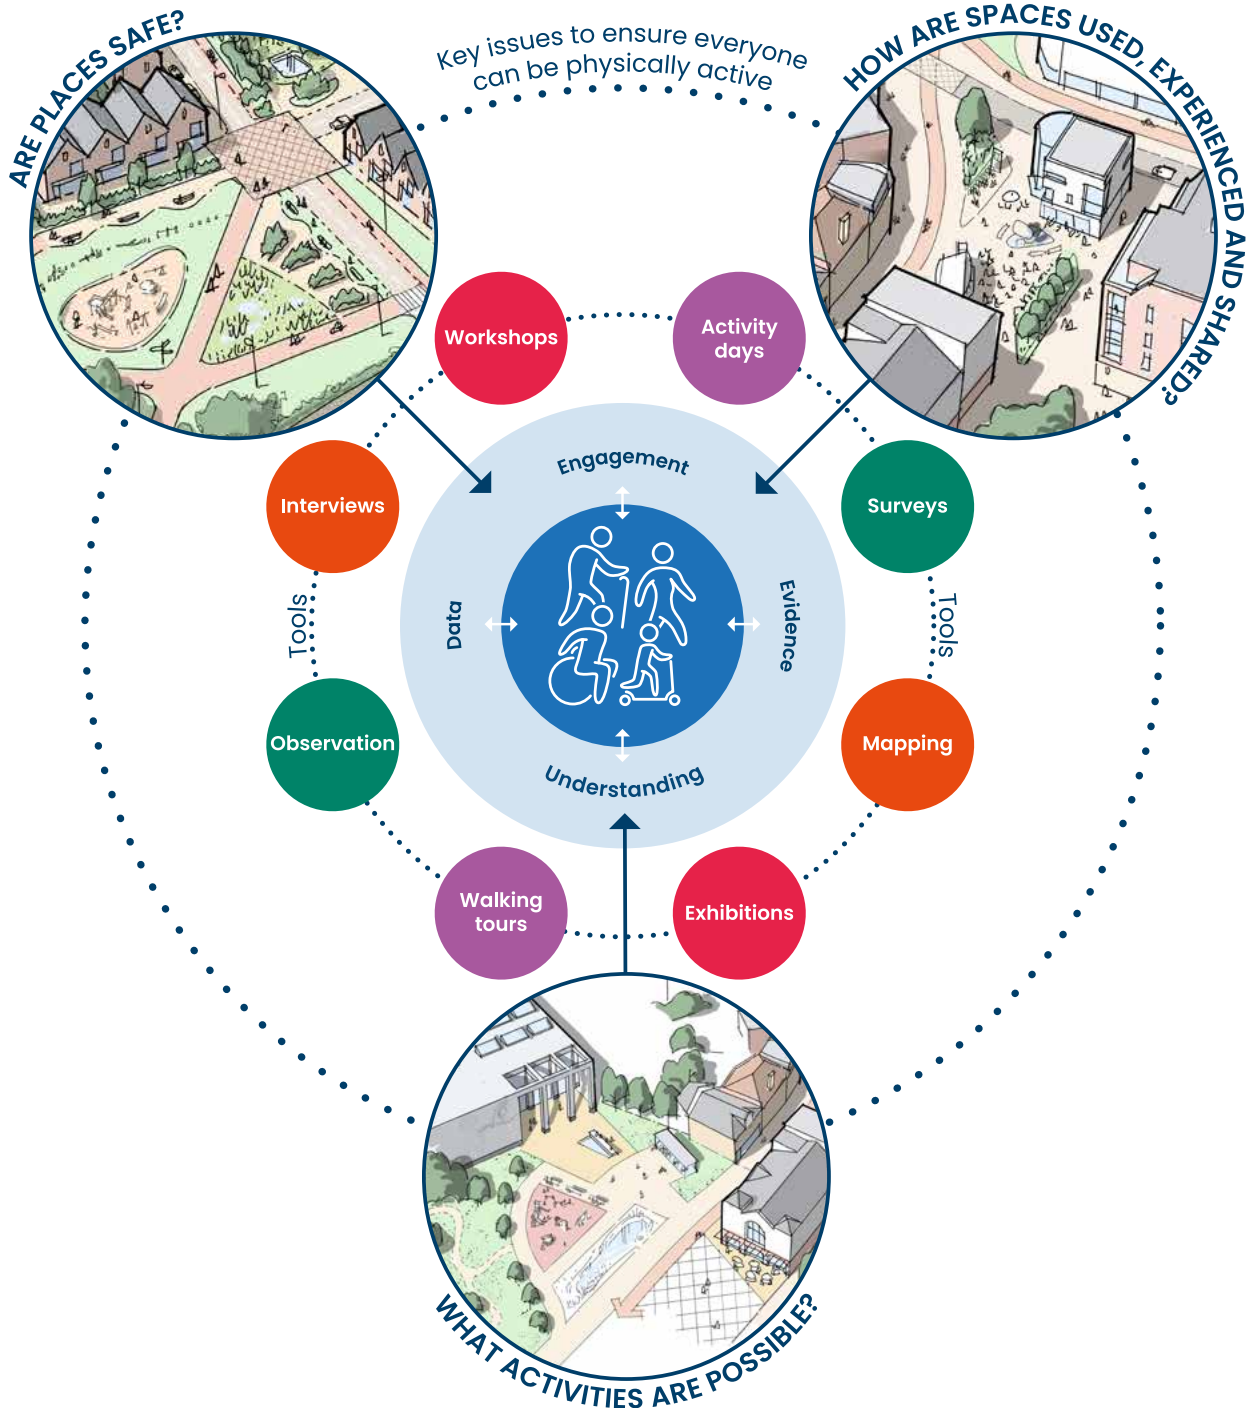 ARE PLACES SAFE?
Key issues to ensure everyone
can be physically active
HOW ARE SPACES USED, EXPERIENCED AND SHARED?
Workshops
Activity
days
Interviews
Surveys
Engagement
Data
Evidence
Understanding
Tools
Tools
Observation
Mapping
Walking
tours
Exhibitions
WHAT ACTIVITIES ARE POSSIBLE?